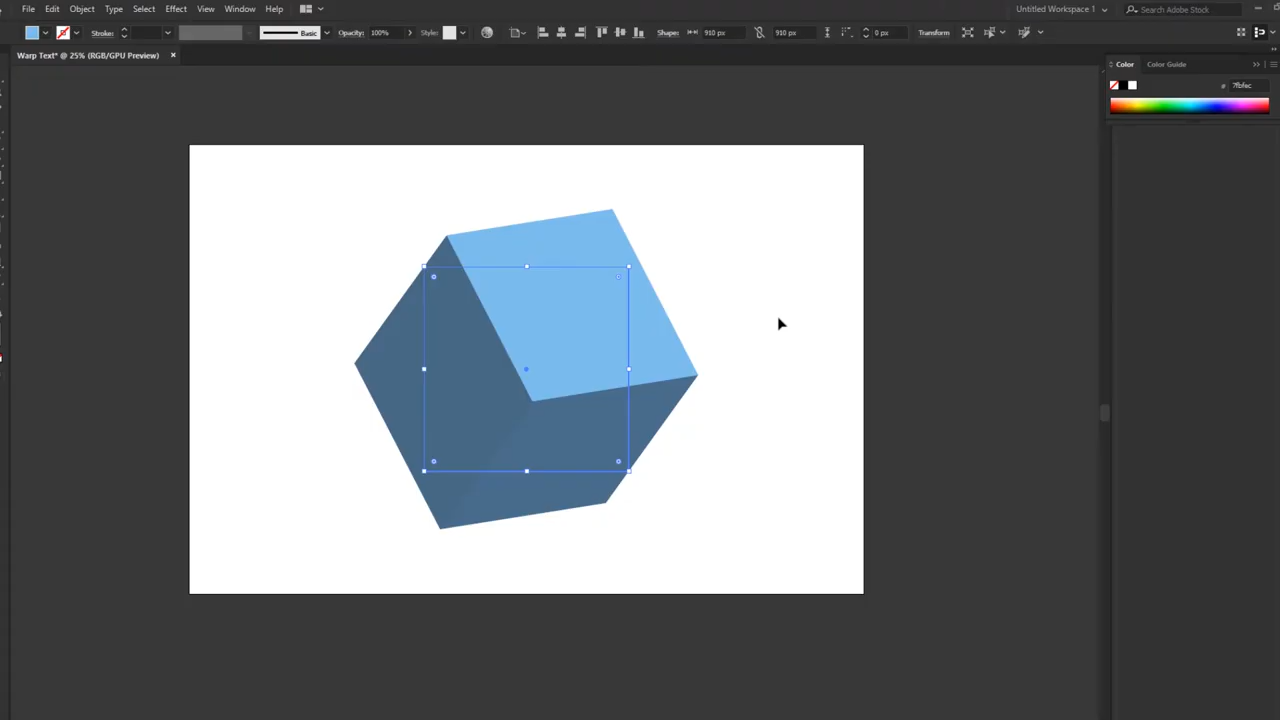 File Edit Object Type Select Effect View Window Help Untitled Workspace 1 Search Adobe Stock
Stroke: Basic Opacity: 100% Style: Shape: 910 px 910 px 0 px Transform
Warp Text* @ 25% (RGB/GPU Preview) ×
Color Color Guide
# 7fbfec